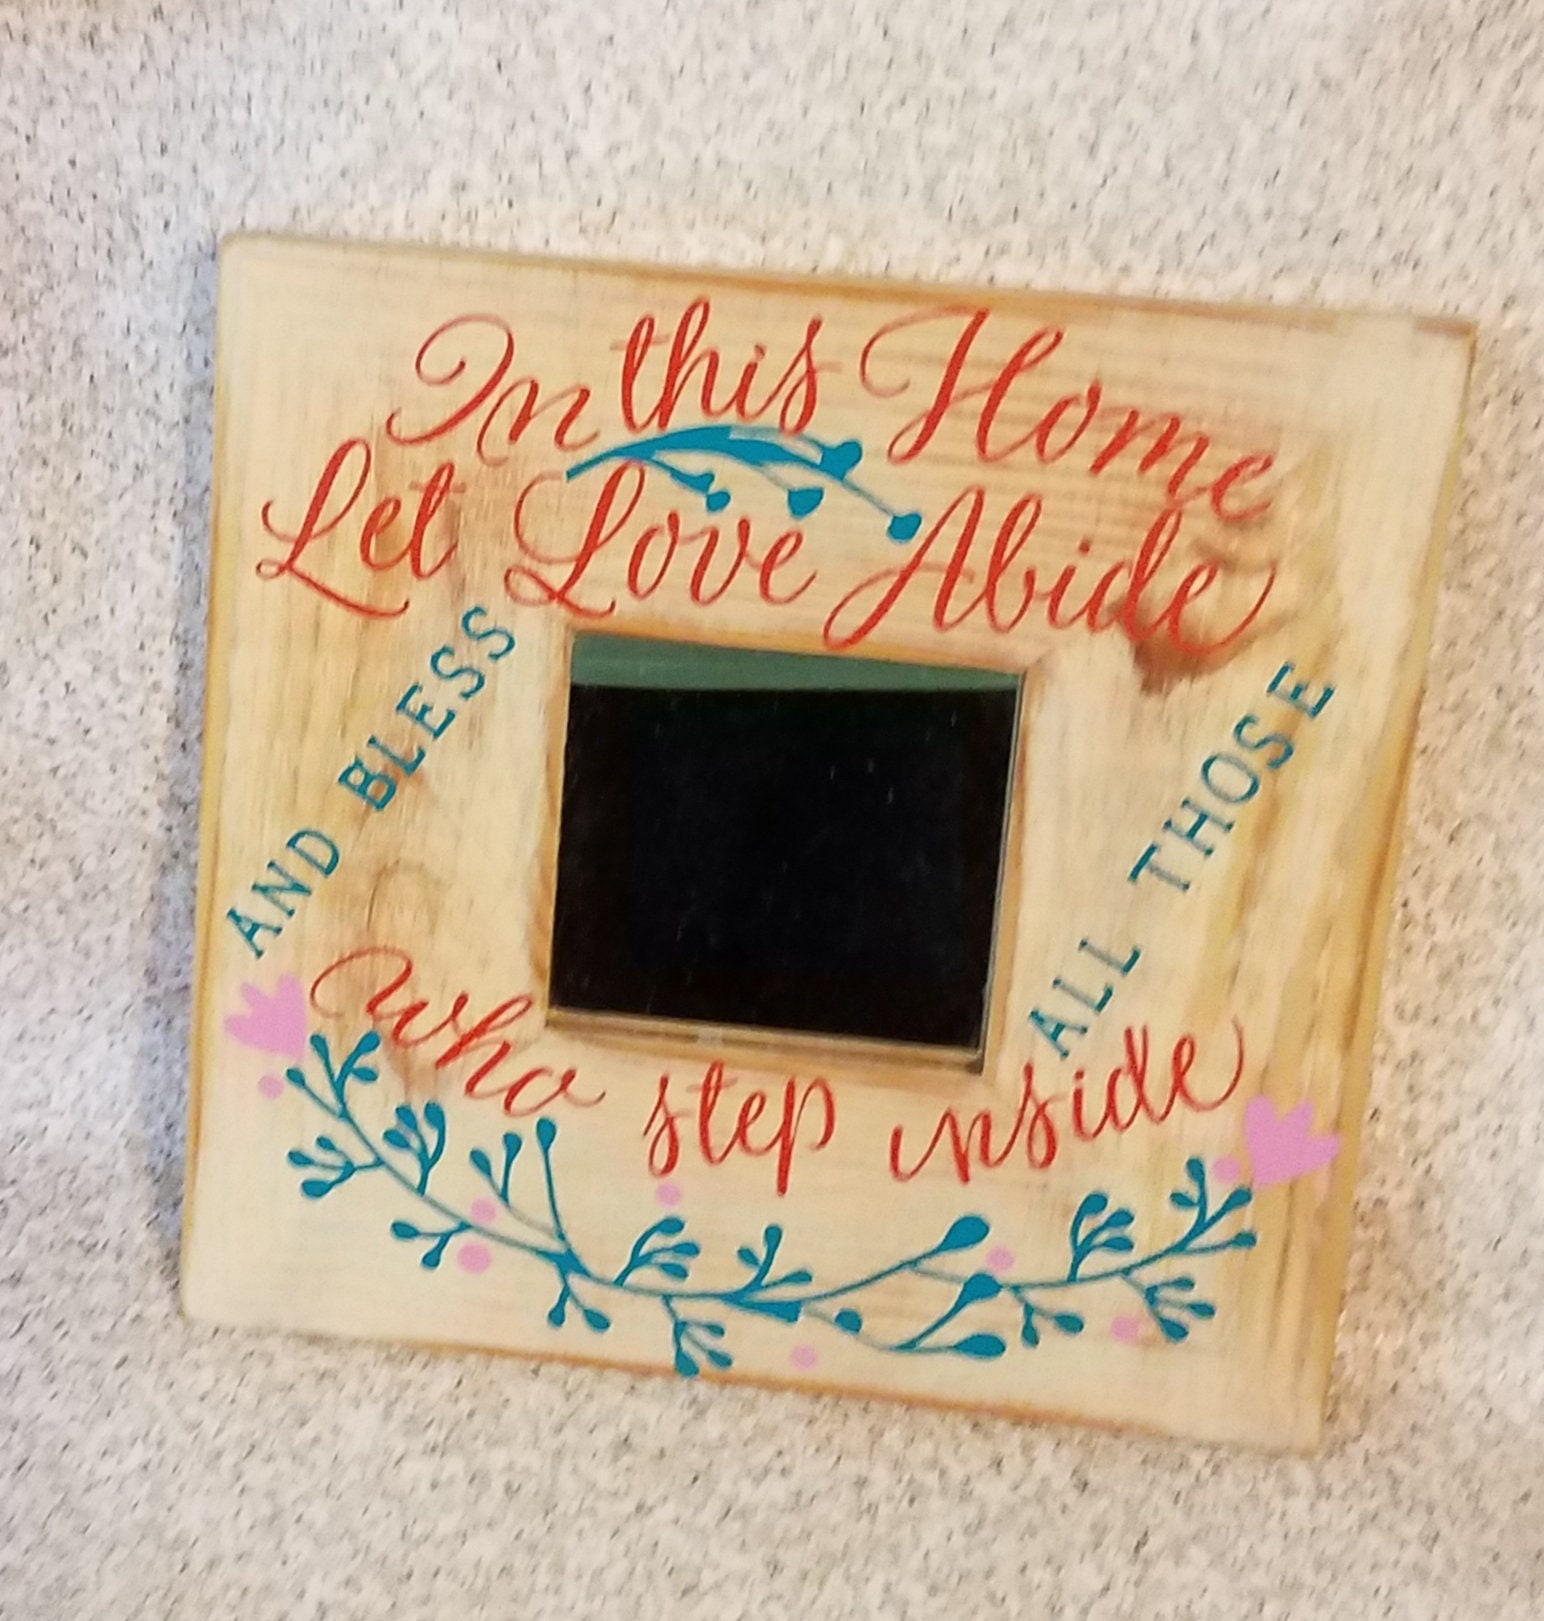 In this Home
Let Love Abide
AND BLESS
ALL THOSE
who step inside